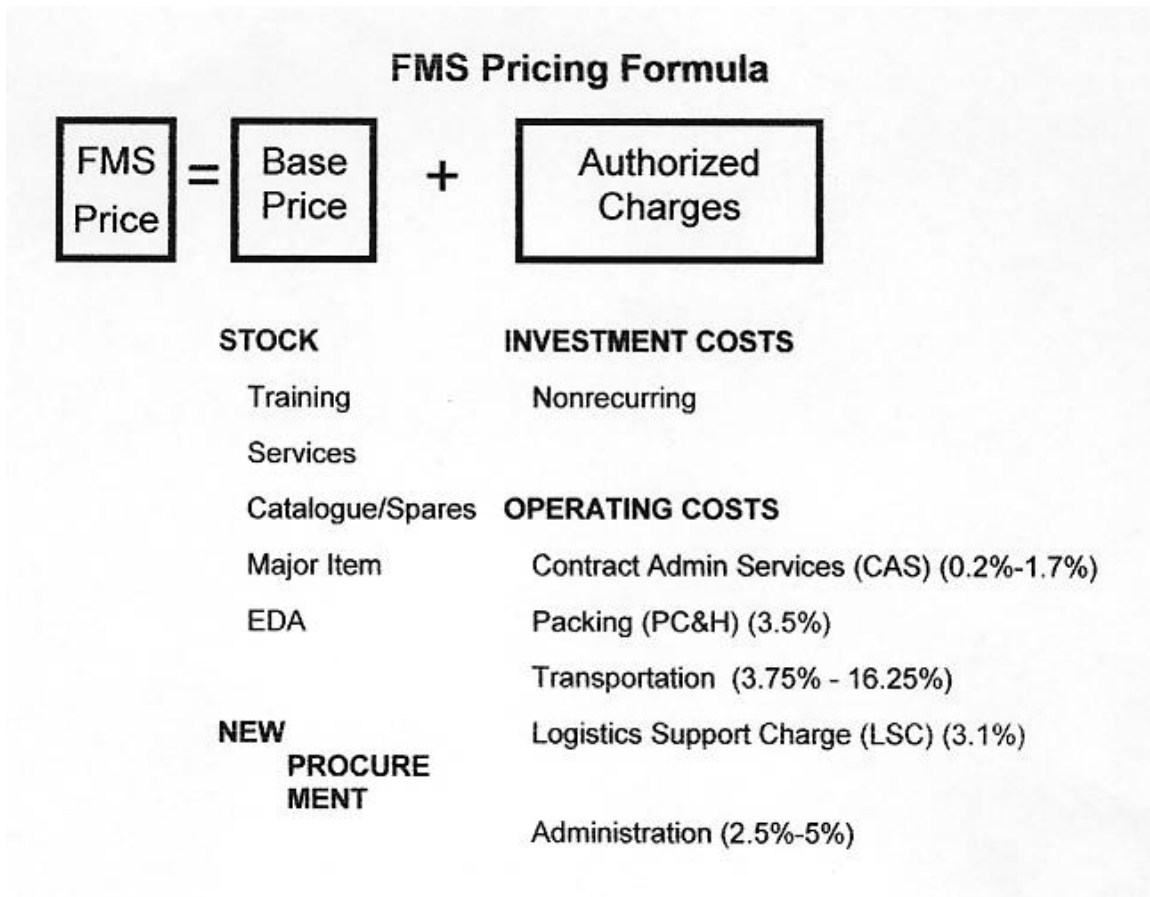 FMS Pricing Formula
FMS
Price
=
Base
Price
+
Authorized
Charges
STOCK
Training
Services
Catalogue/Spares
Major Item
EDA
NEW
PROCURE
MENT
INVESTMENT COSTS
Nonrecurring
OPERATING COSTS
Contract Admin Services (CAS) (0.2%-1.7%)
Packing (PC&H) (3.5%)
Transportation (3.75% - 16.25%)
Logistics Support Charge (LSC) (3.1%)
Administration (2.5%-5%)